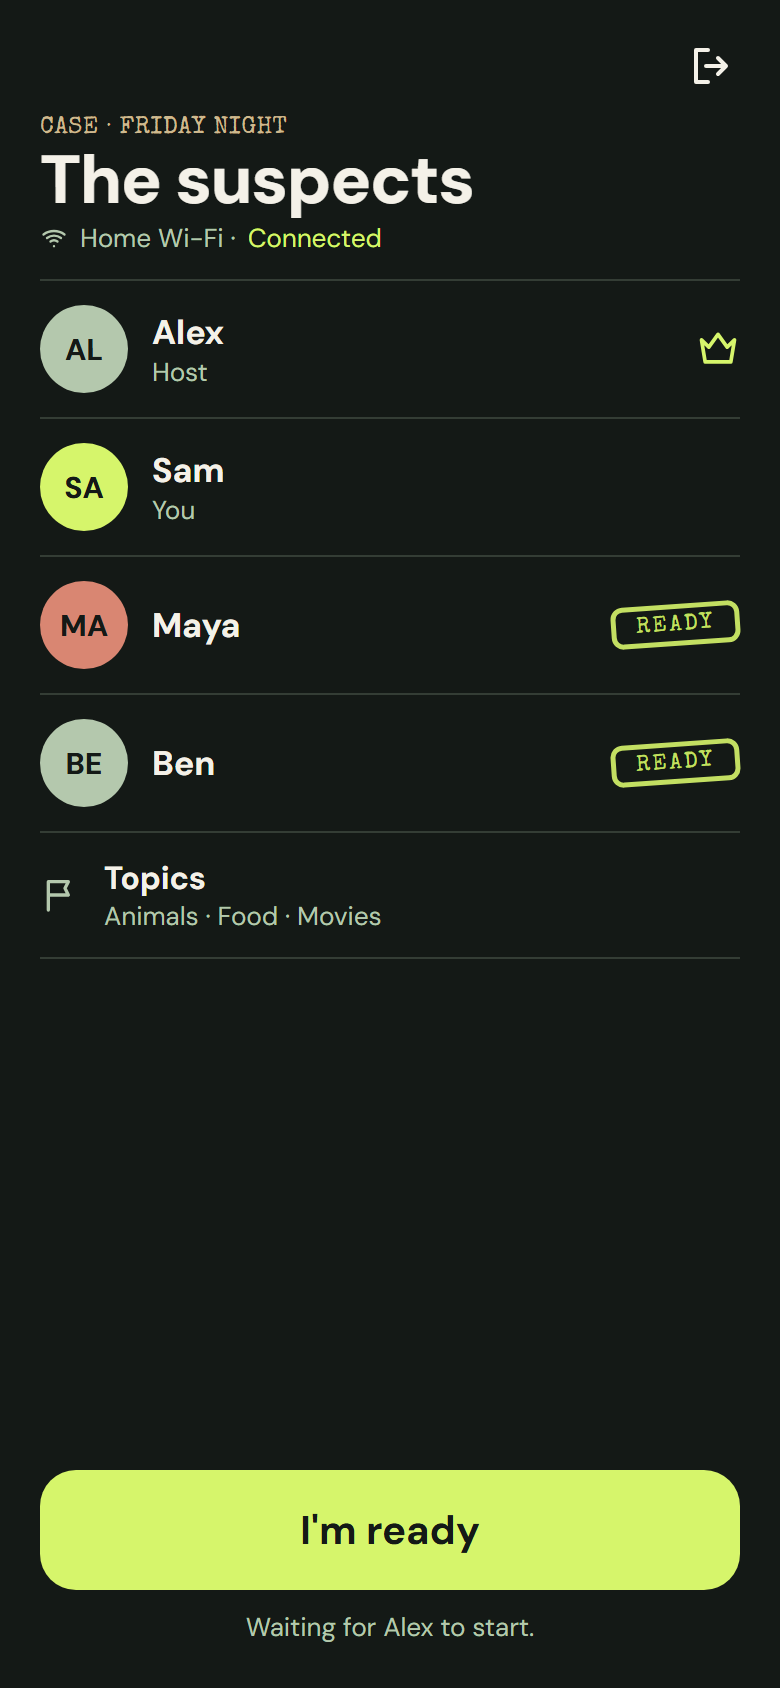 CASE · FRIDAY NIGHT
The suspects
Home Wi-Fi · Connected
AL
Alex
Host
SA
Sam
You
MA
Maya
READY
BE
Ben
READY
Topics
Animals · Food · Movies
I'm ready
Waiting for Alex to start.